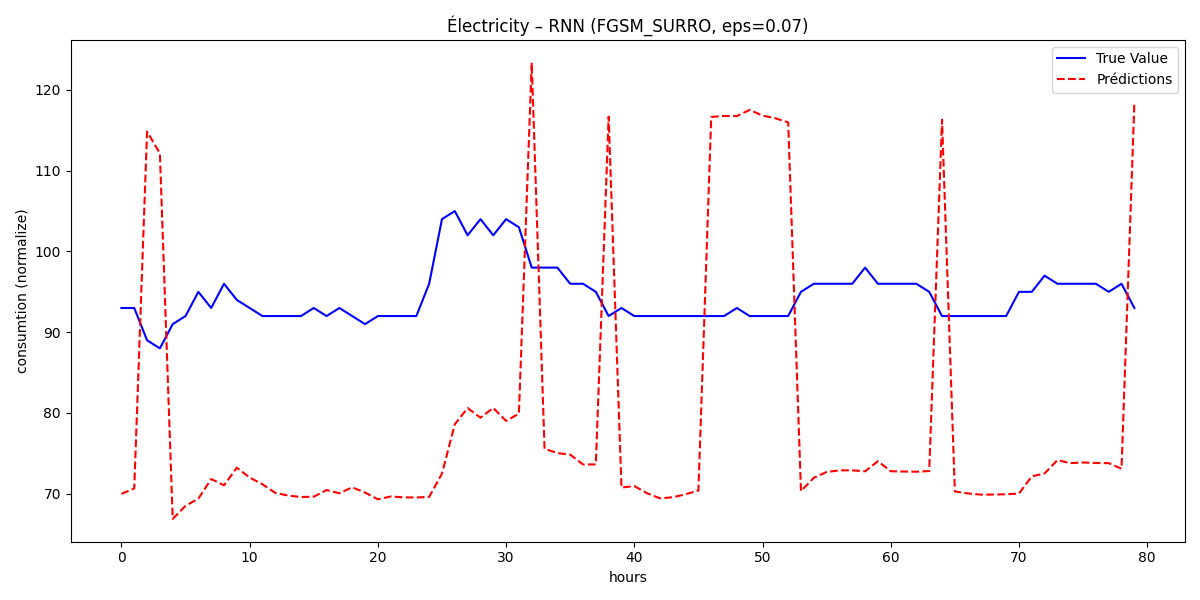 Électricity – RNN (FGSM_SURRO, eps=0.07)
True Value
Prédictions
consumtion (normalize)
120
110
100
90
80
70
0 10 20 30 40 50 60 70 80
hours